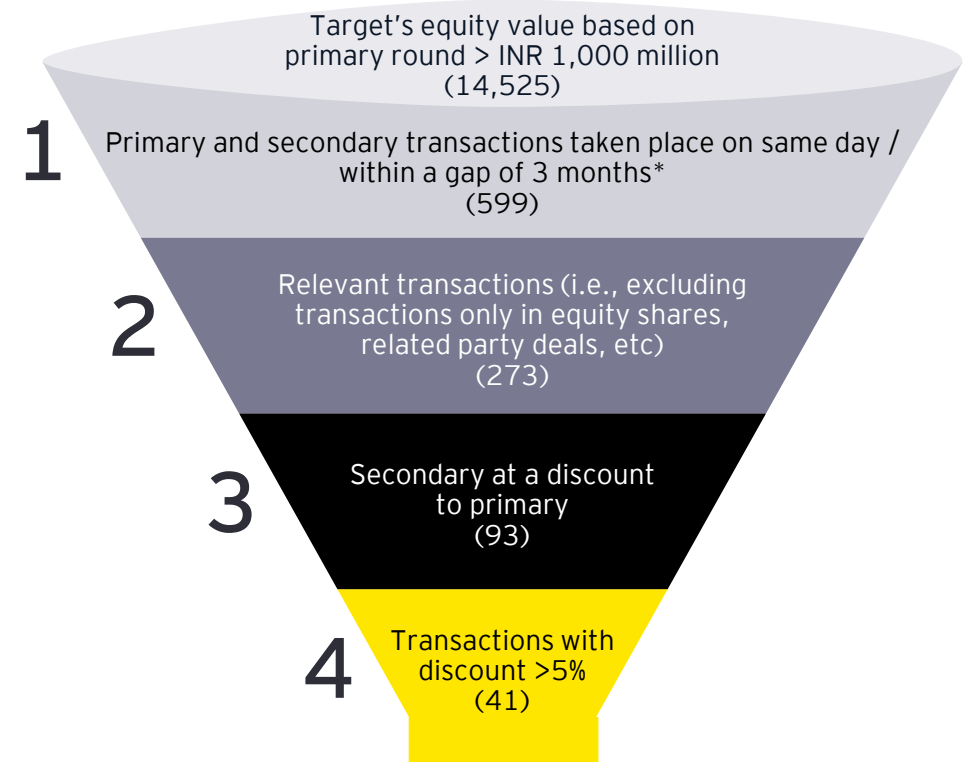 Target's equity value based on
primary round > INR 1,000 million
(14,525)
1
Primary and secondary transactions taken place on same day /
within a gap of 3 months*
(599)
2
Relevant transactions (i.e., excluding
transactions only in equity shares,
related party deals, etc)
(273)
3
Secondary at a discount
to primary
(93)
4
Transactions with
discount >5%
(41)